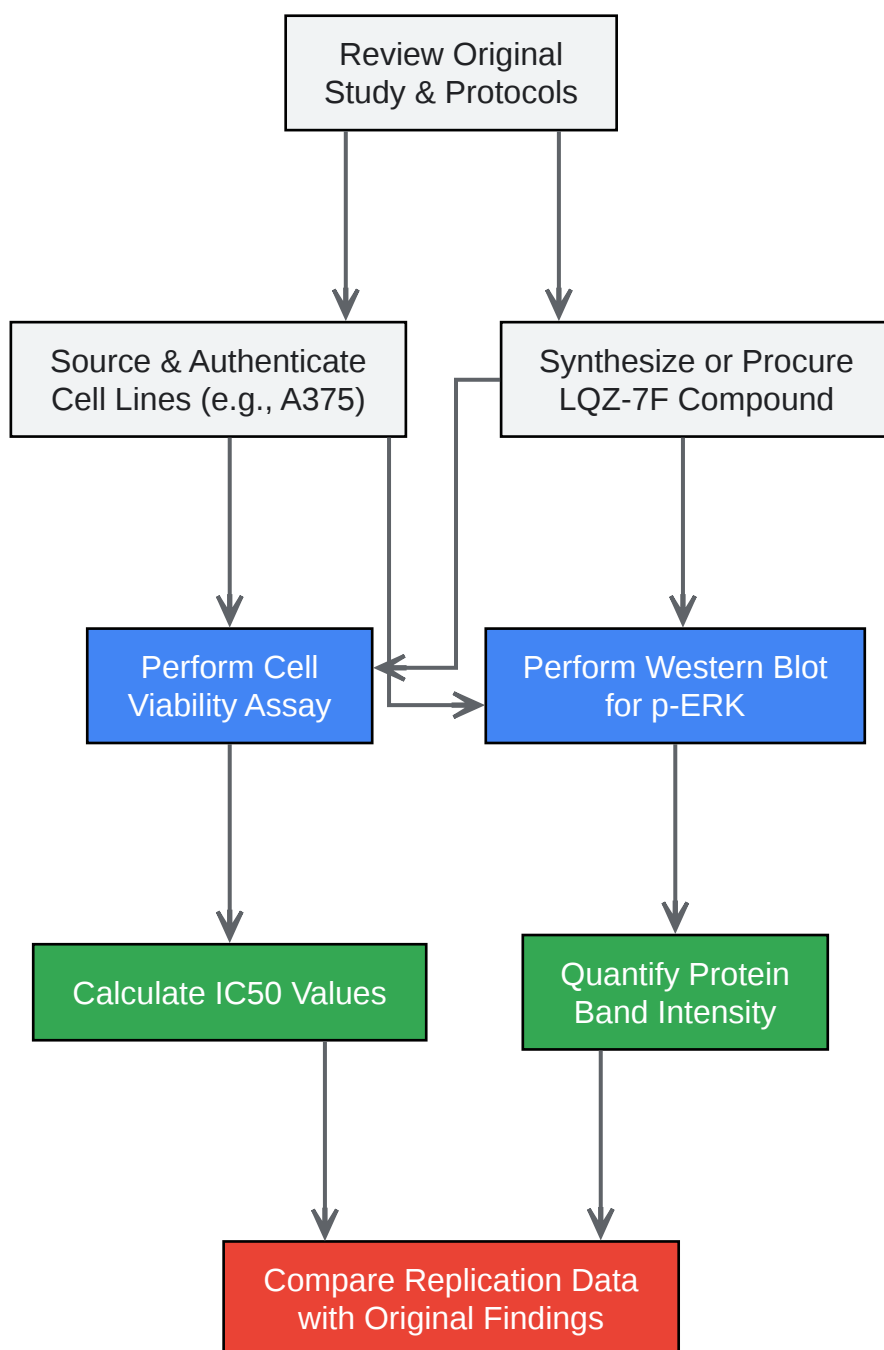 Review Original
Study & Protocols
Source & Authenticate
Cell Lines (e.g., A375)
Synthesize or Procure
LQZ-7F Compound
Perform Cell
Viability Assay
Perform Western Blot
for p-ERK
Calculate IC50 Values
Quantify Protein
Band Intensity
Compare Replication Data
with Original Findings